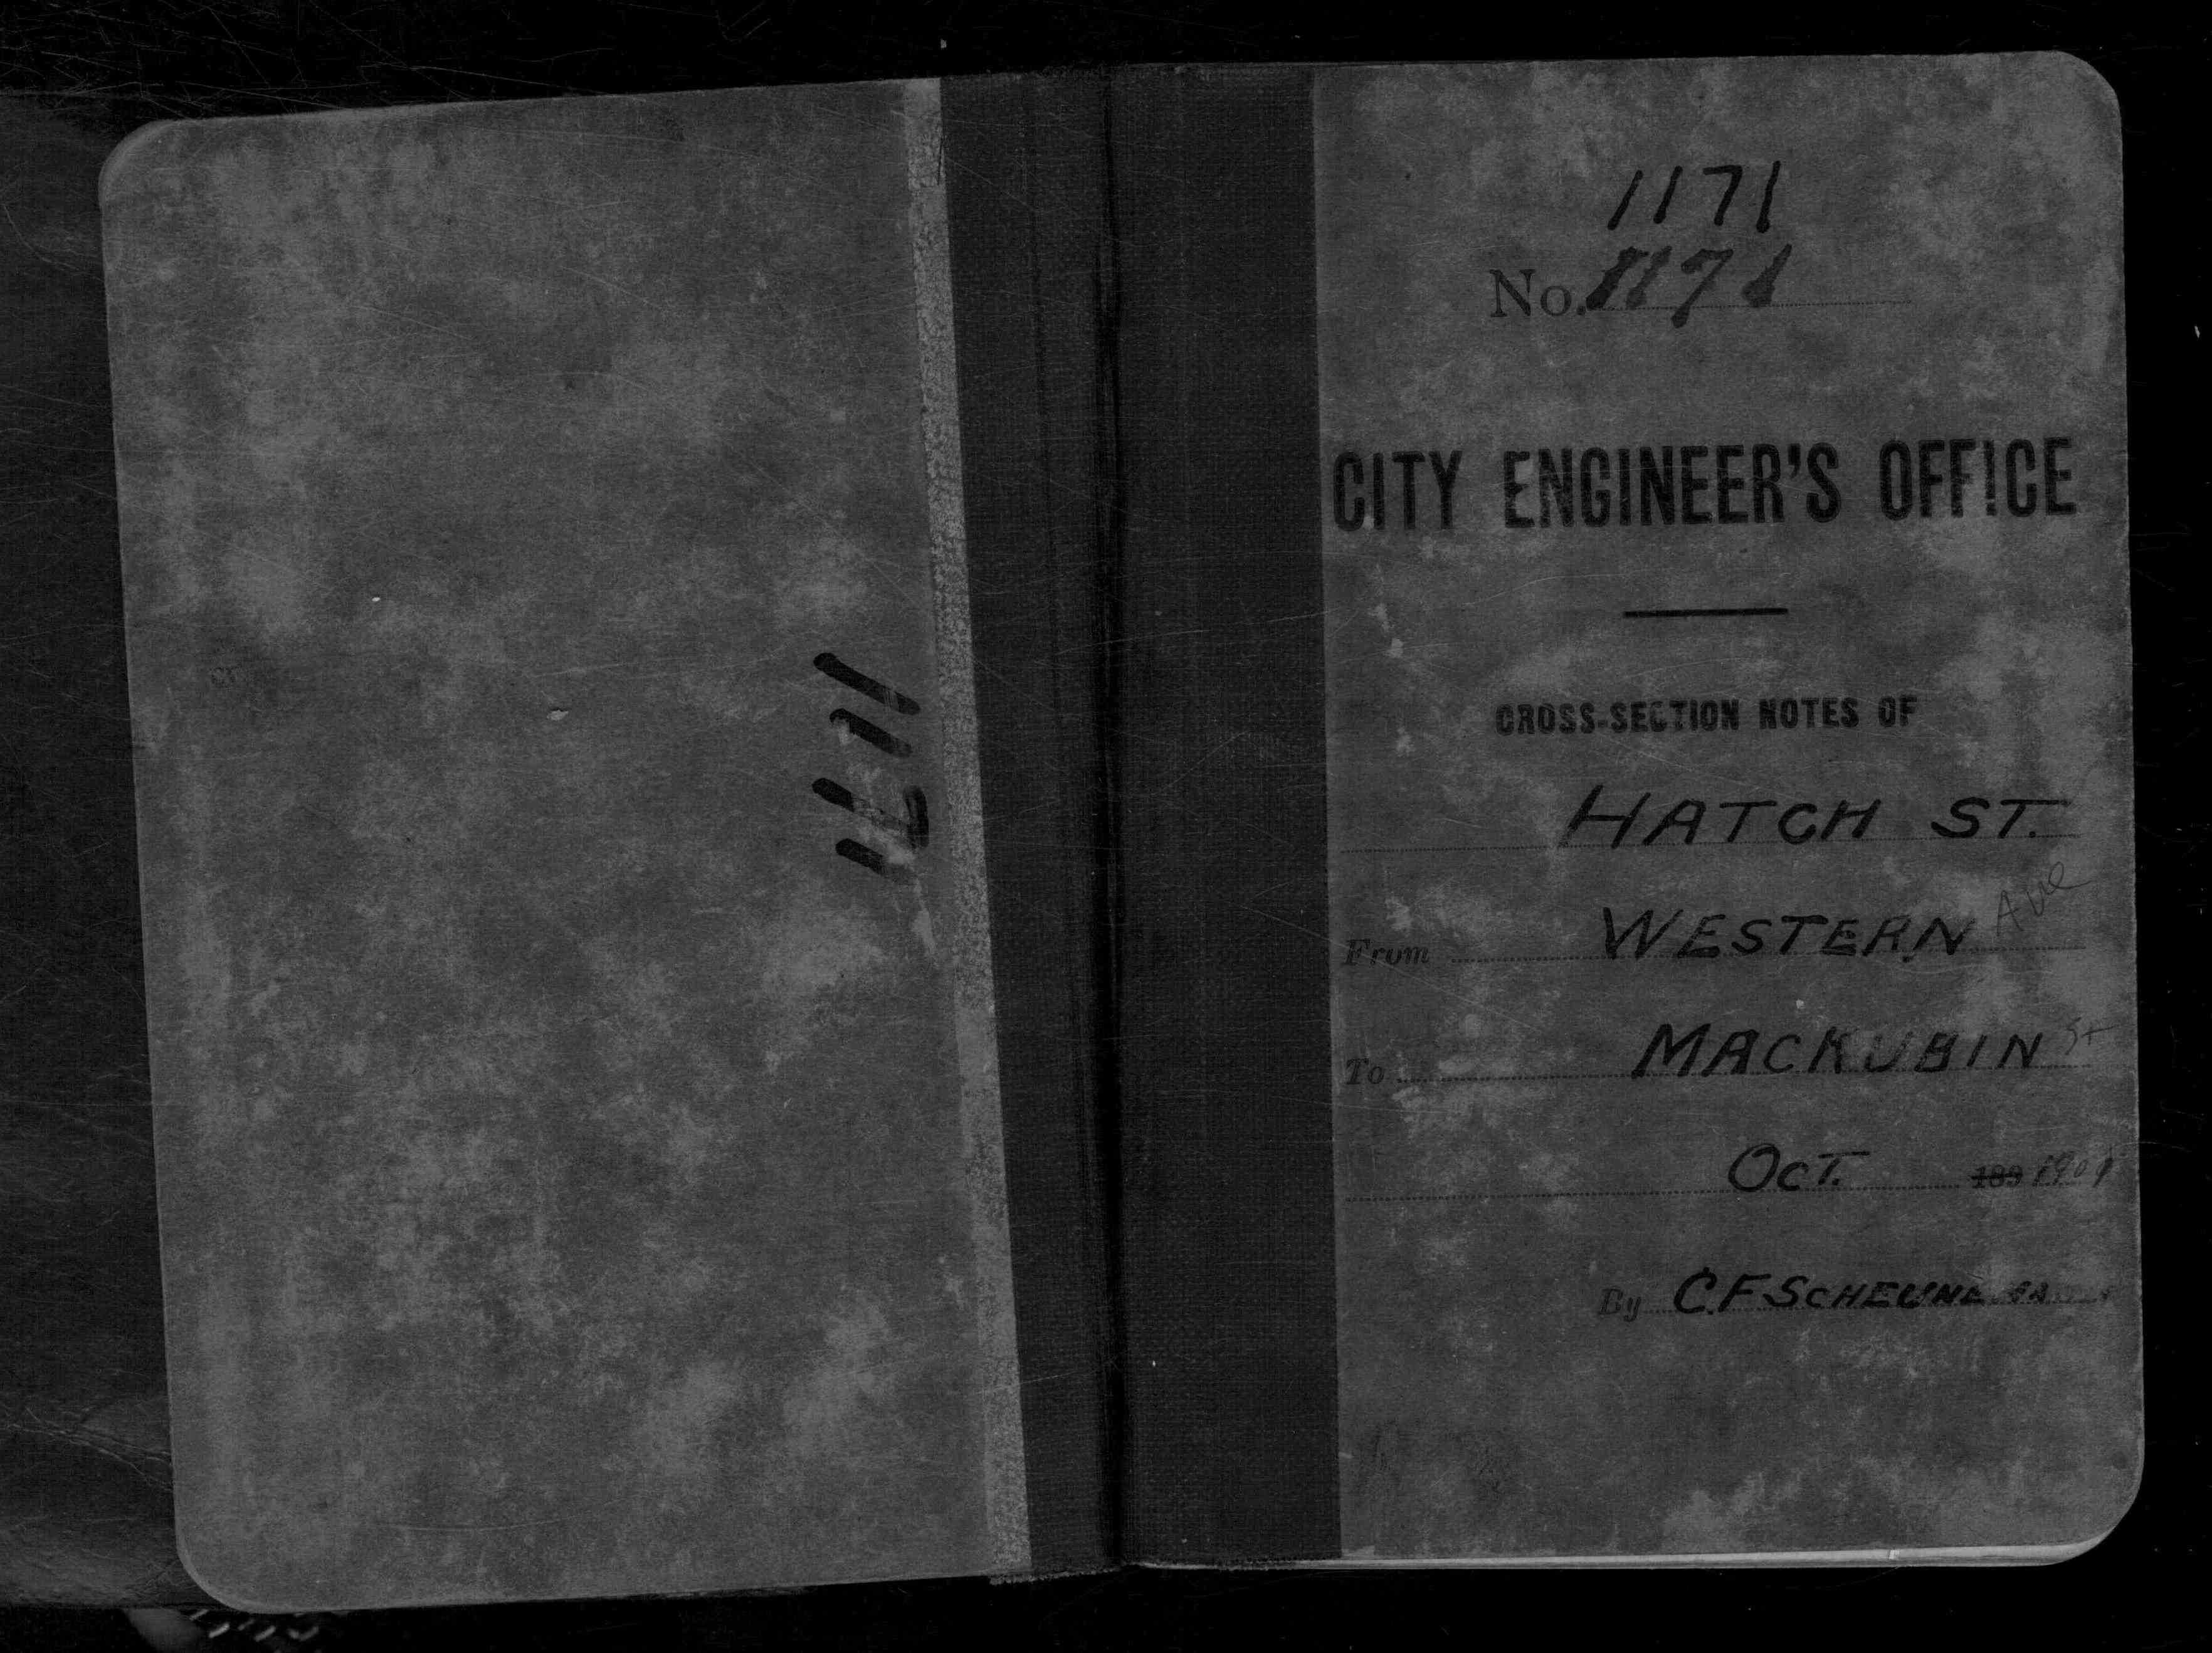 1171
1171
No. 1171
CITY ENGINEER'S OFFICE
CROSS-SECTION NOTES OF
HATCH ST.
From WESTERN Ave
To MACKUBIN St
OCT. 189 1901
By C.F.